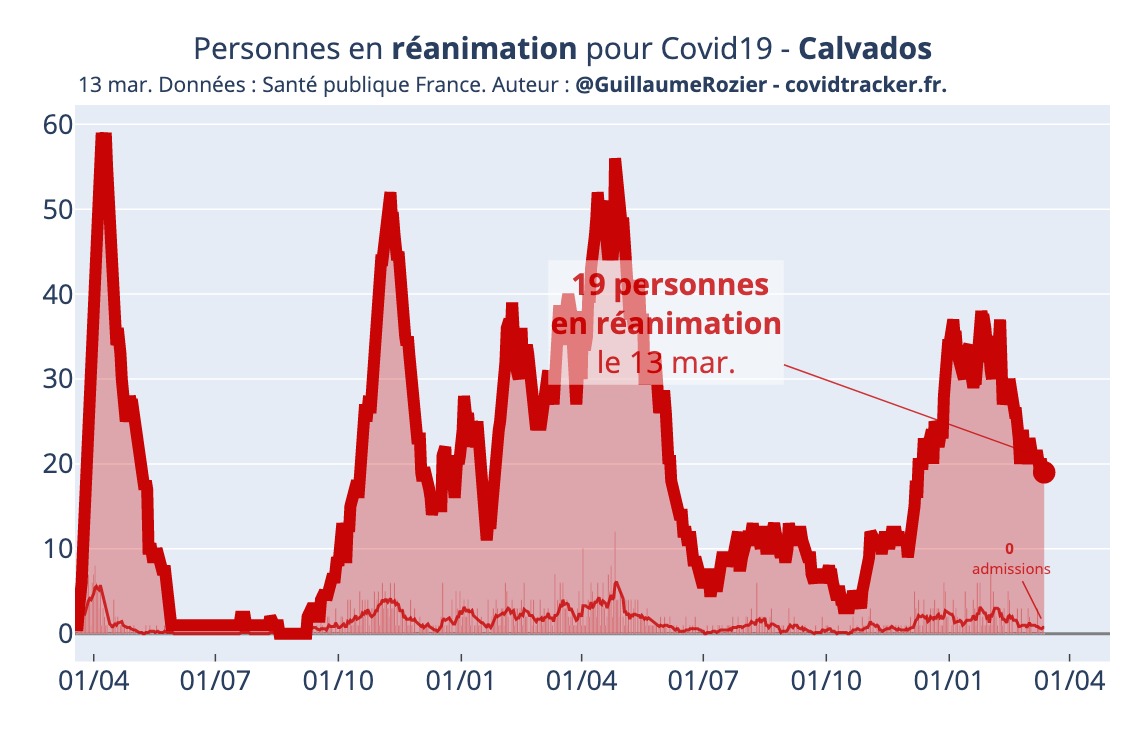 Personnes en réanimation pour Covid19 - Calvados
13 mar. Données : Santé publique France. Auteur : @GuillaumeRozier - covidtracker.fr.
60
50
40
30
20
10
0
19 personnes
en réanimation
le 13 mar.
0
admissions
01/04
01/07
01/10
01/01
01/04
01/07
01/10
01/01
01/04